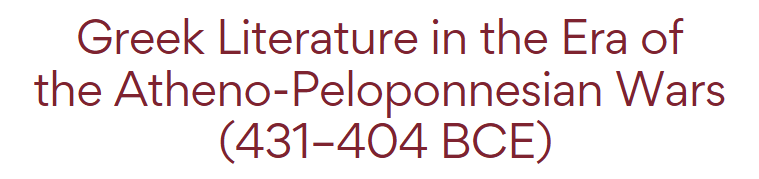 Greek Literature in the Era of
the Atheno-Peloponnesian Wars
(431–404 BCE)